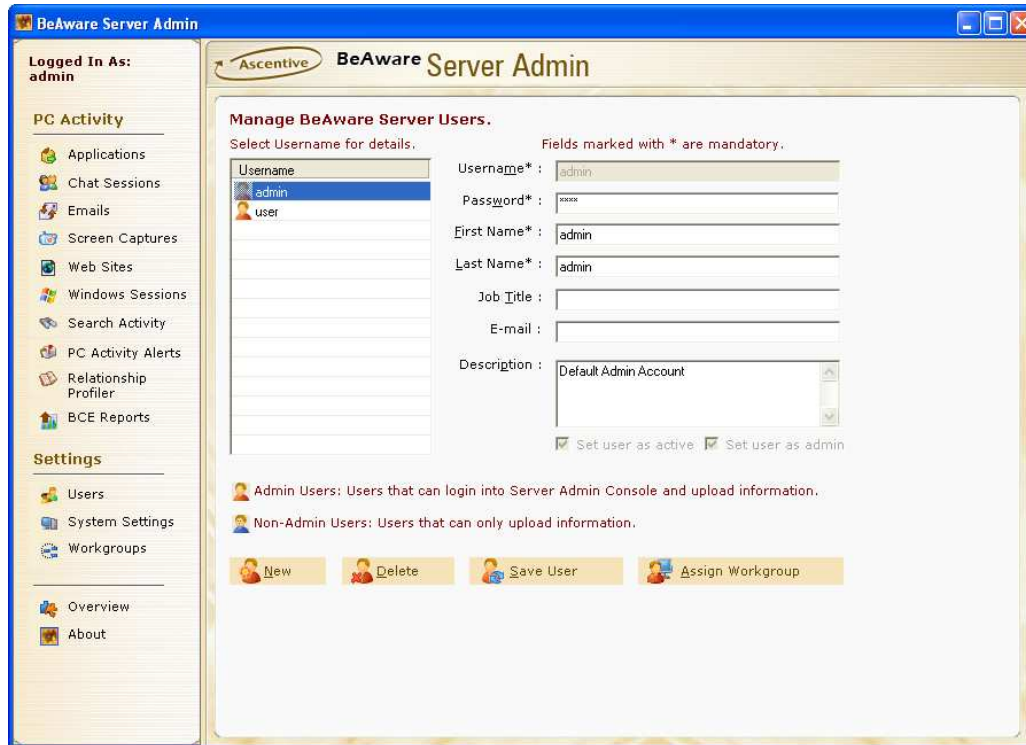 BeAware Server Admin
Logged In As:
admin
PC Activity
Applications
Chat Sessions
Emails
Screen Captures
Web Sites
Windows Sessions
Search Activity
PC Activity Alerts
Relationship
Profiler
BCE Reports
Settings
Users
System Settings
Workgroups
Overview
About
Ascentive BeAware Server Admin
Manage BeAware Server Users.
Select Username for details.
Fields marked with * are mandatory.
Username
admin
user
Username* : admin
Password* : ****
First Name* : admin
Last Name* : admin
Job Title :
E-mail :
Description : Default Admin Account
Set user as active Set user as admin
Admin Users: Users that can login into Server Admin Console and upload information.
Non-Admin Users: Users that can only upload information.
New Delete Save User Assign Workgroup